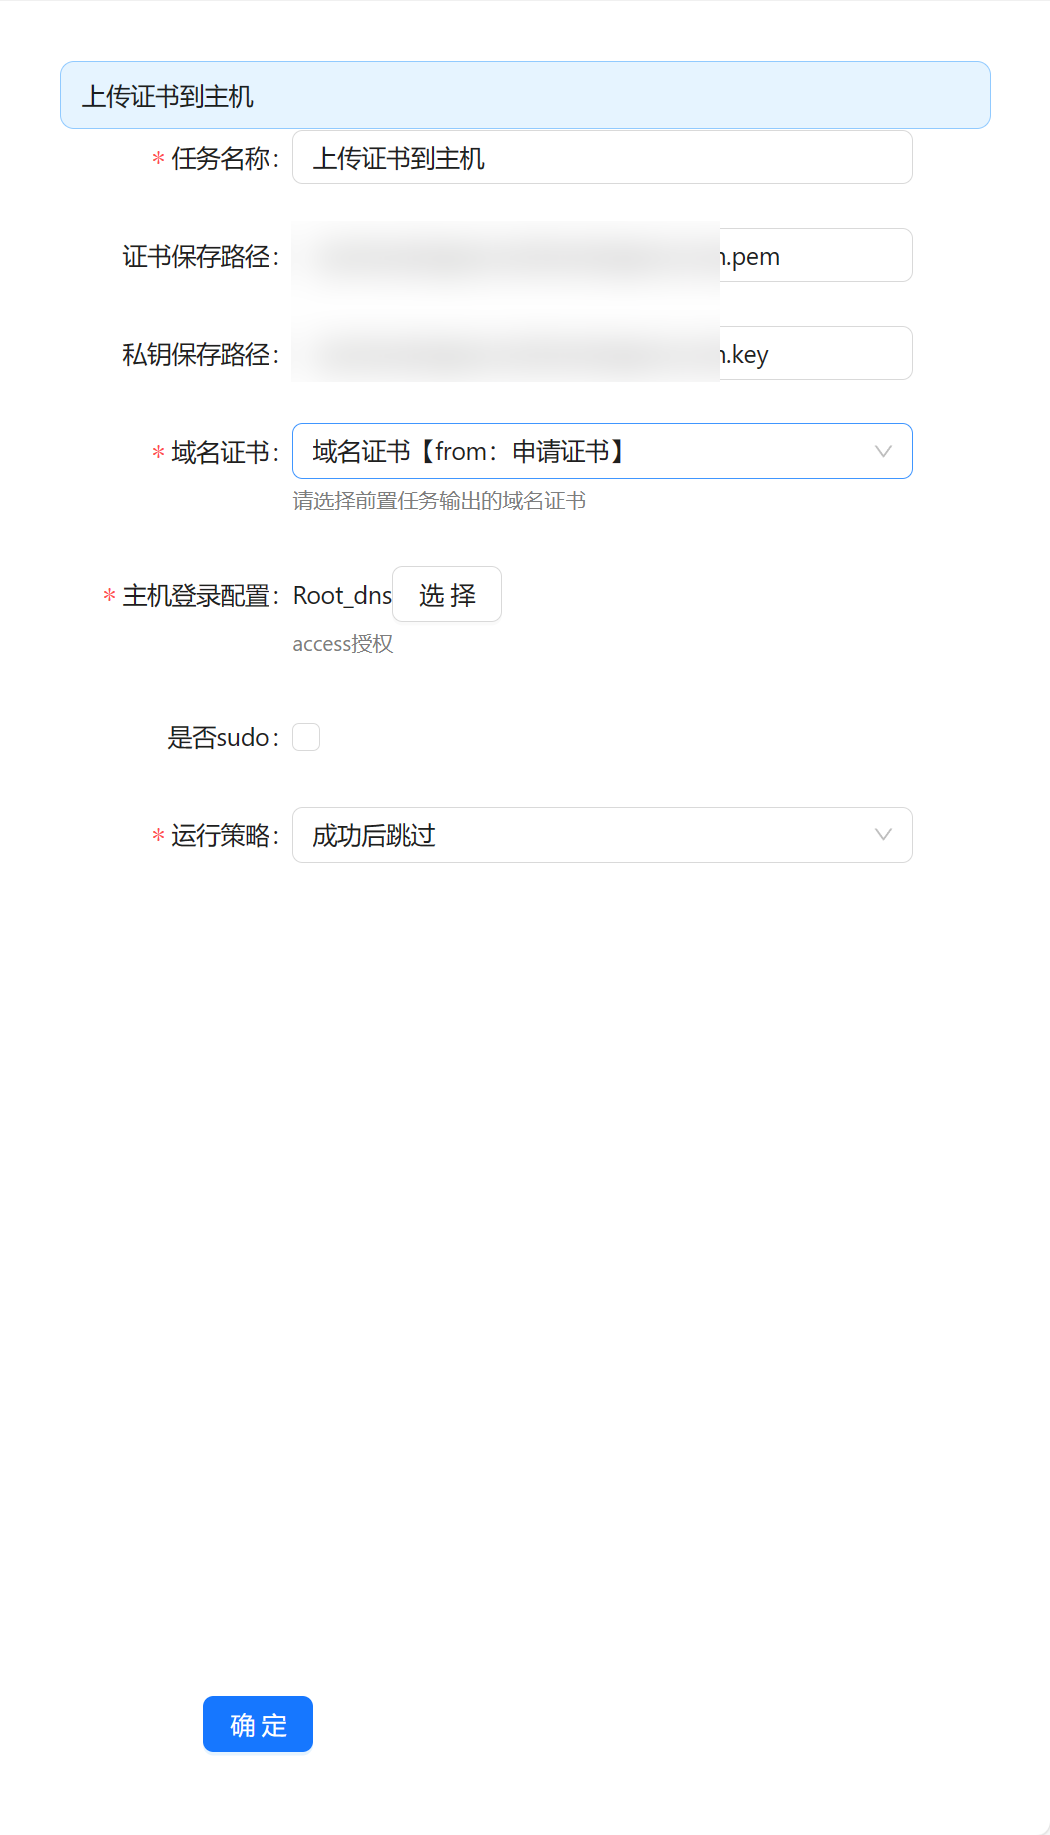 上传证书到主机
* 任务名称: 上传证书到主机
证书保存路径: .pem
私钥保存路径: .key
* 域名证书: 域名证书【from：申请证书】
请选择前置任务输出的域名证书
* 主机登录配置: Root_dns 选 择
access授权
是否sudo:
* 运行策略: 成功后跳过
确 定